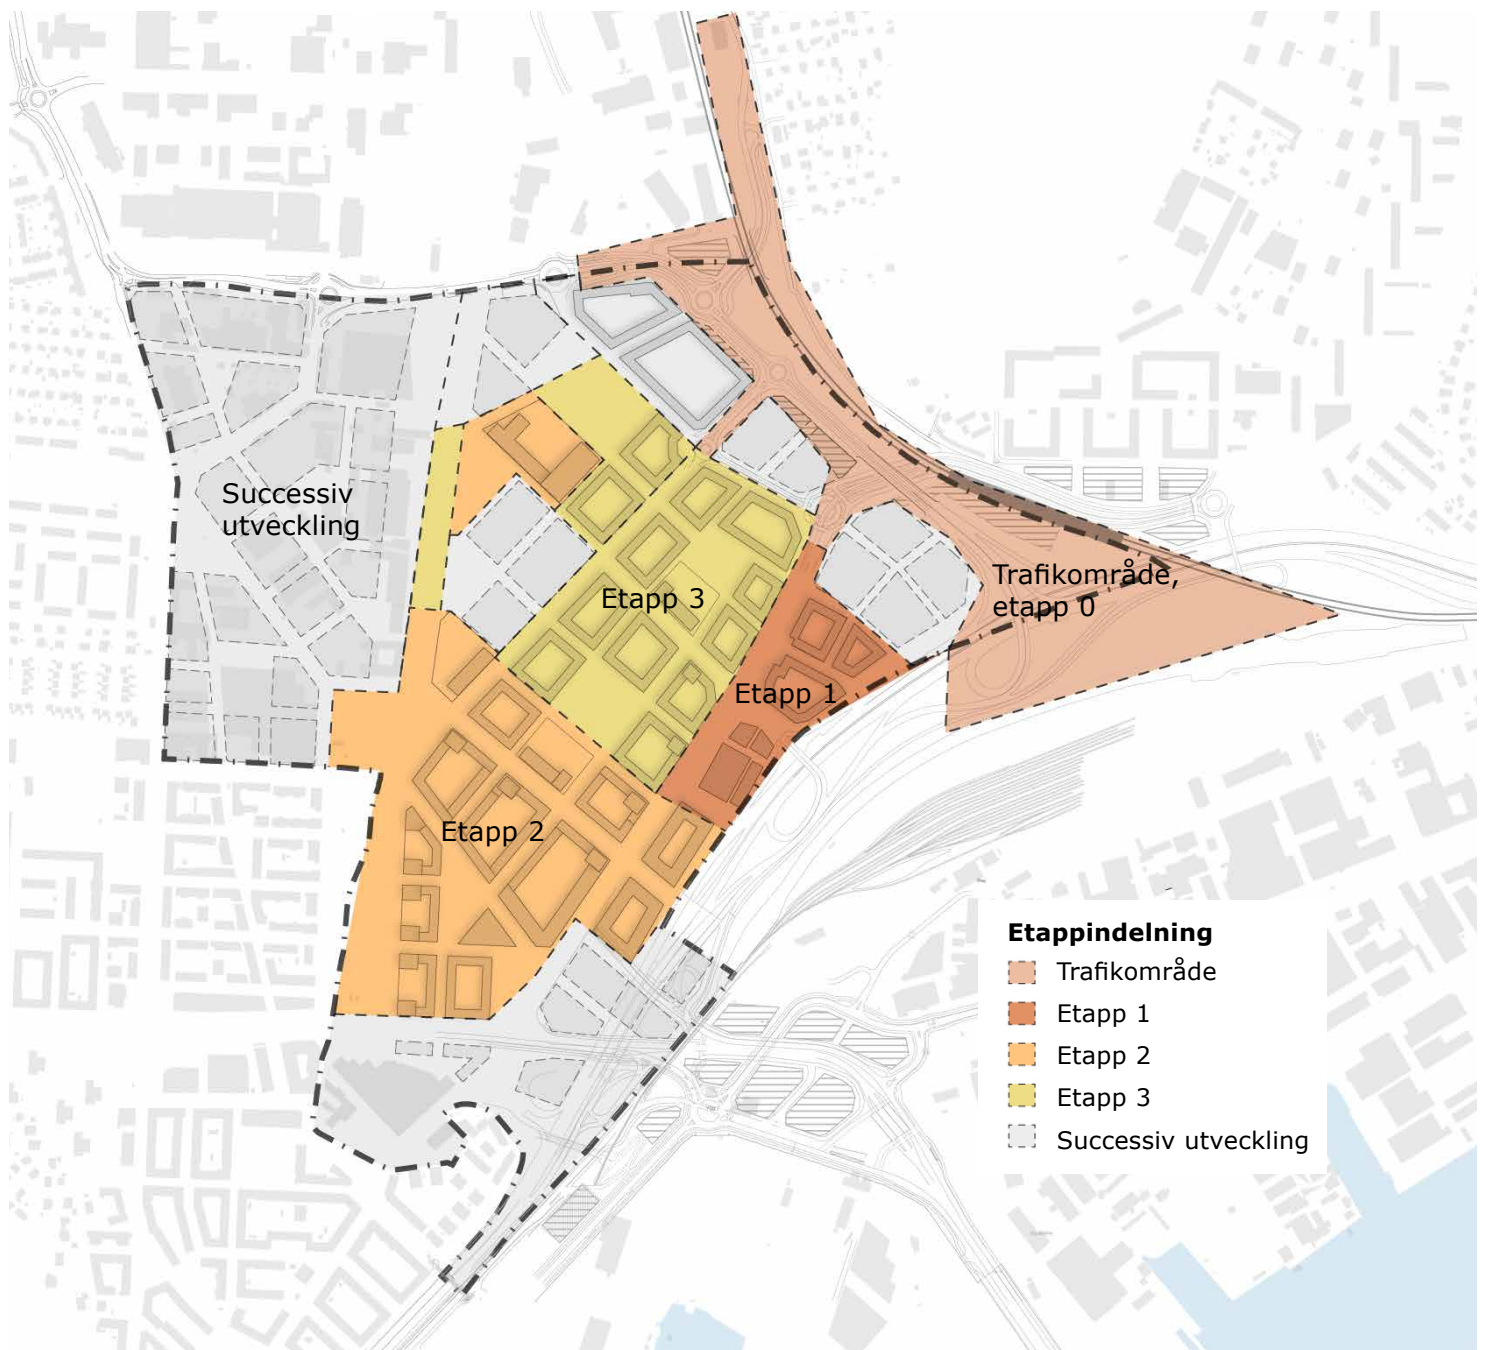 Successiv
utveckling
Etapp 3
Trafikområde,
etapp 0
Etapp 1
Etapp 2
Etappindelning
Trafikområde
Etapp 1
Etapp 2
Etapp 3
Successiv utveckling